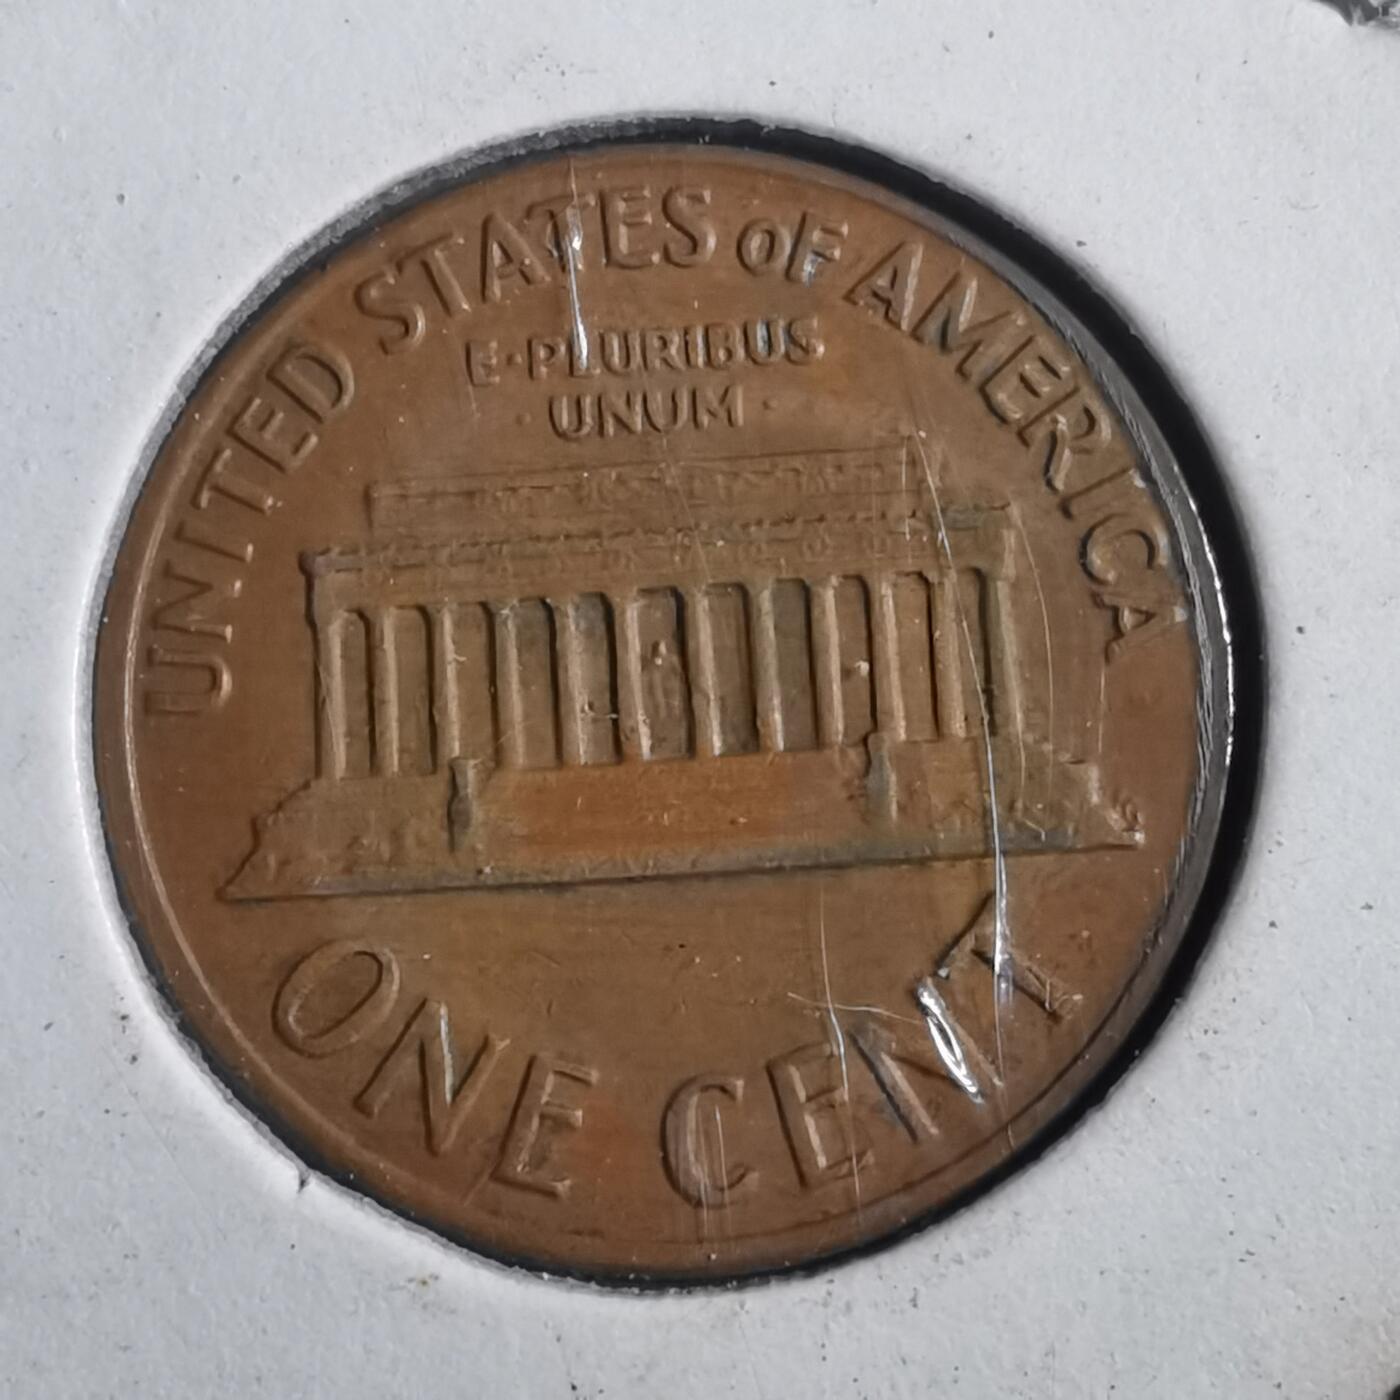 UNITED STATES oF AMERICA
E·PLURIBUS
·UNUM·
ONE CENT